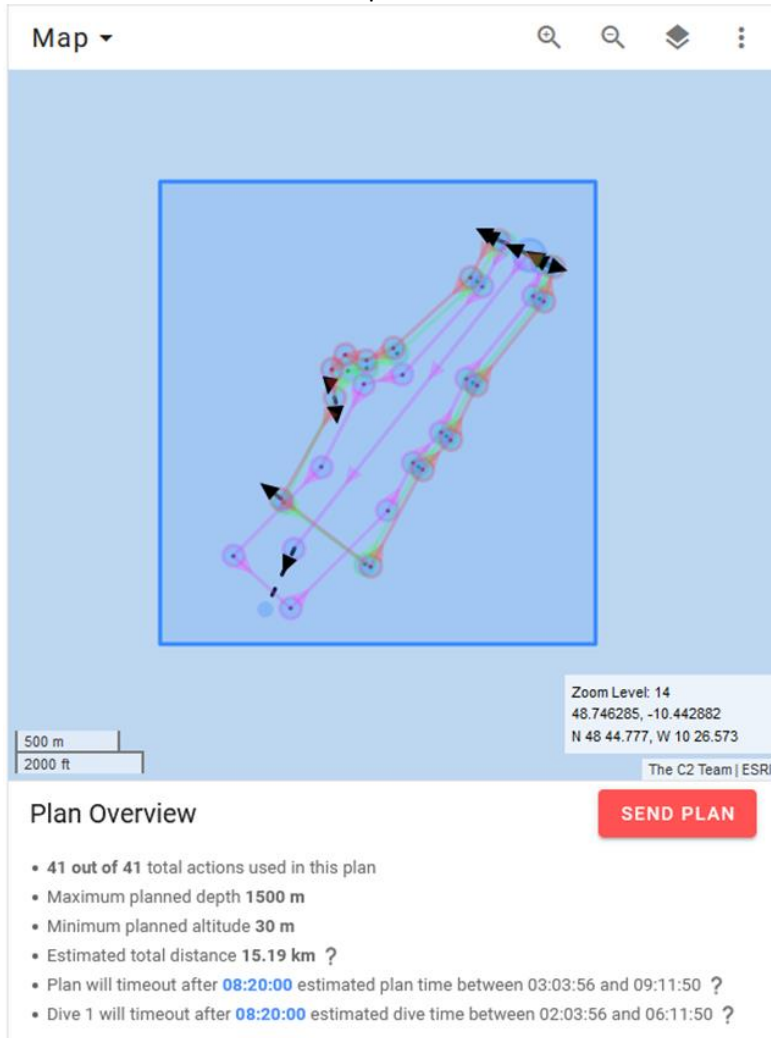 Map
Zoom Level: 14
48.746285, -10.442882
N 48 44.777, W 10 26.573
500 m
2000 ft
The C2 Team | ESRI
Plan Overview
SEND PLAN
• 41 out of 41 total actions used in this plan
• Maximum planned depth 1500 m
• Minimum planned altitude 30 m
• Estimated total distance 15.19 km ?
• Plan will timeout after 08:20:00 estimated plan time between 03:03:56 and 09:11:50 ?
• Dive 1 will timeout after 08:20:00 estimated dive time between 02:03:56 and 06:11:50 ?